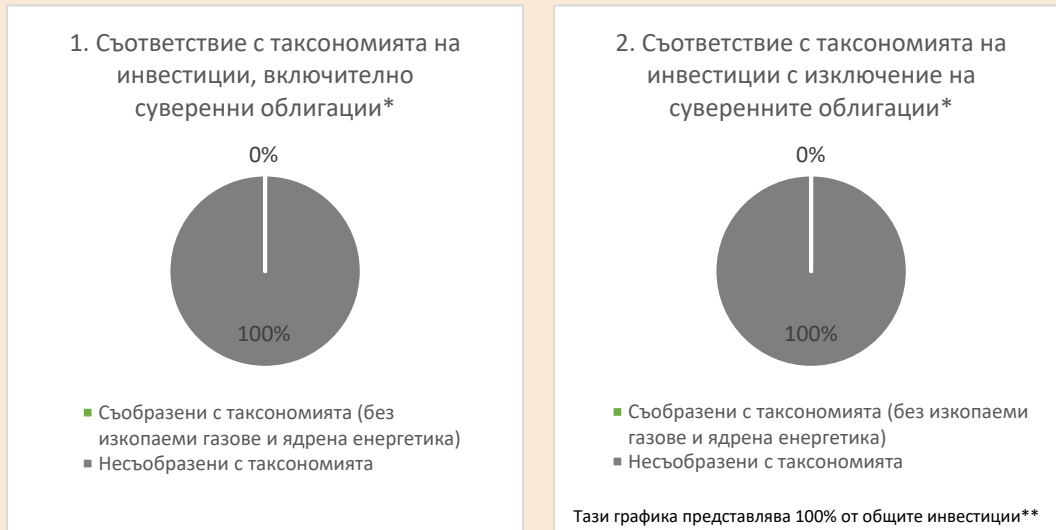 1. Съответствие с таксономията на
инвестиции, включително
суверенни облигации*
0%
100%
Съобразени с таксономията (без
изкопаеми газове и ядрена енергетика)
Несъобразени с таксономията
2. Съответствие с таксономията на
инвестиции с изключение на
суверенните облигации*
0%
100%
Съобразени с таксономията (без изкопаеми
газове и ядрена енергетика)
Несъобразени с таксономията
Тази графика представлява 100% от общите инвестиции**